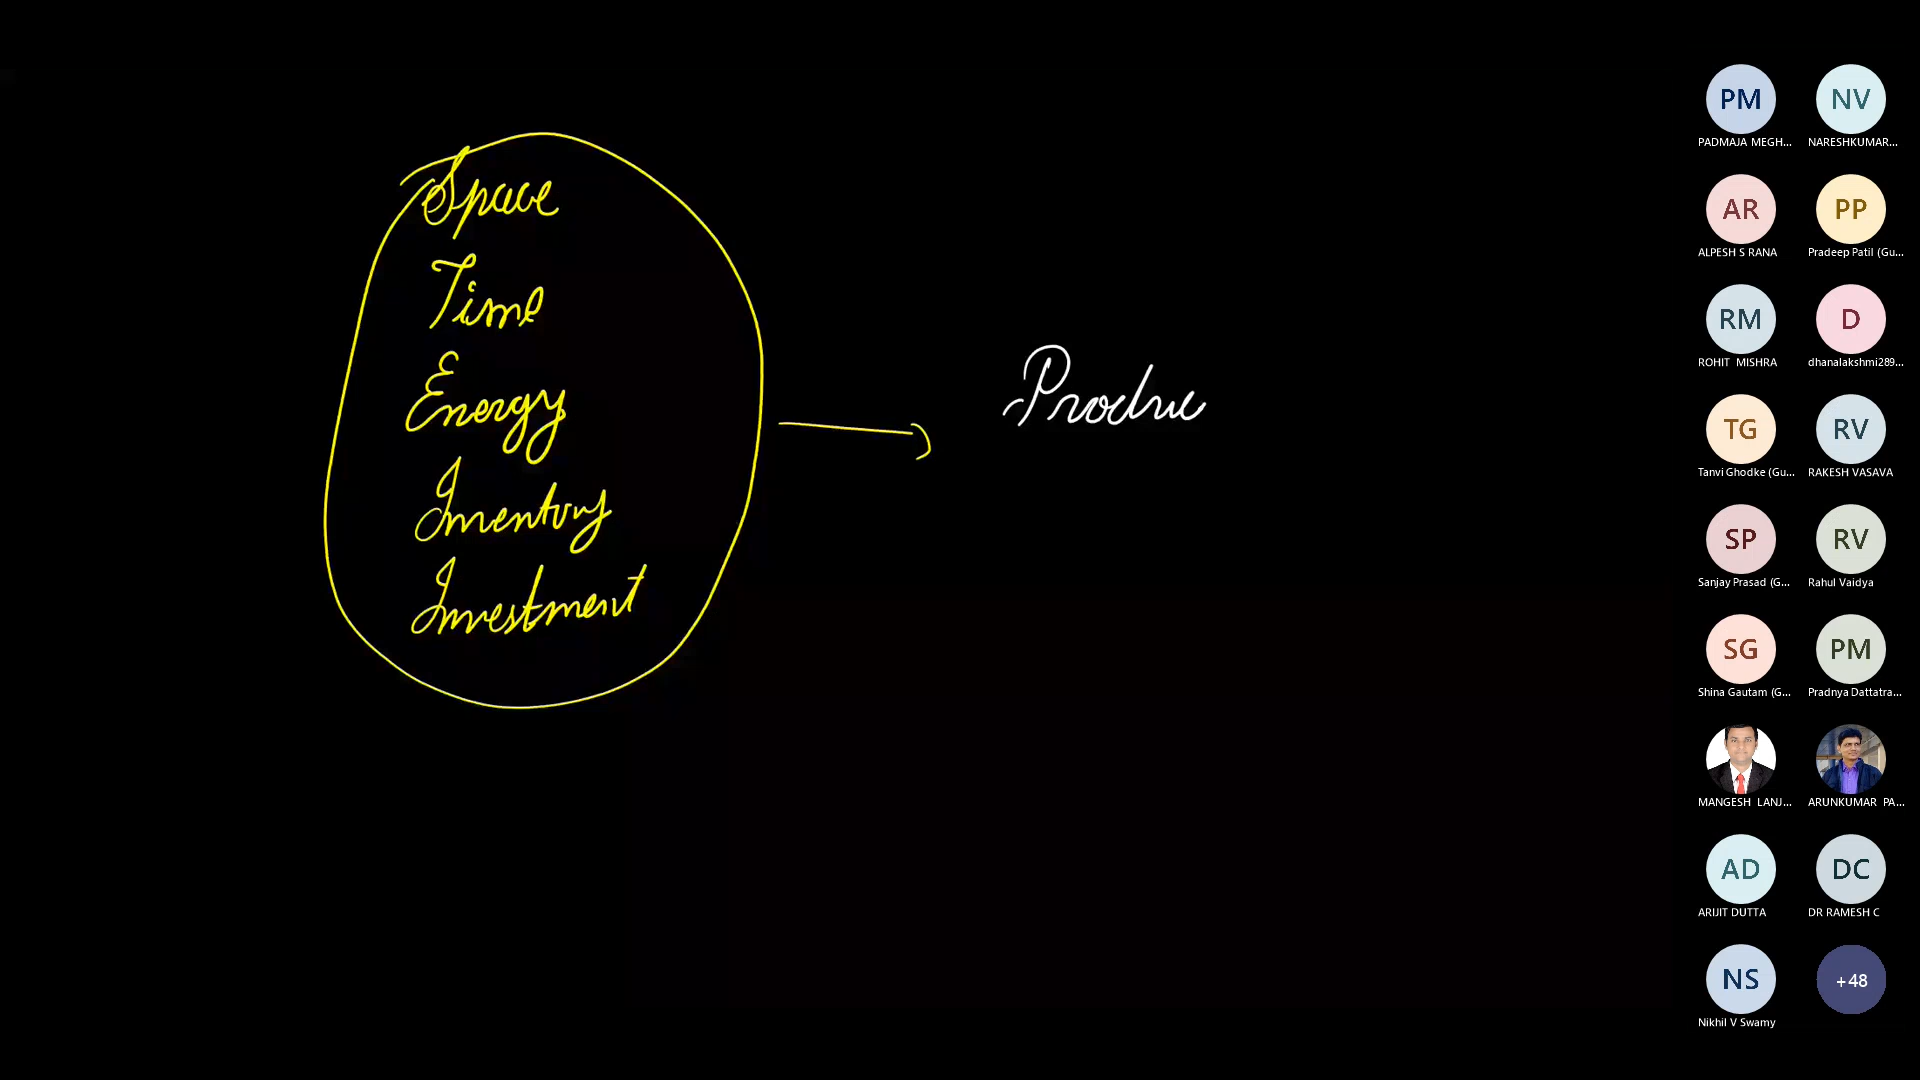 Space
Time
Energy
Inventory
Investment
Produc
PM
NV
PADMAJA MEGH...
NARESHKUMAR...
AR
PP
ALPESH S RANA
Pradeep Patil (Gu...
RM
D
ROHIT MISHRA
dhanalakshmi289...
TG
RV
Tanvi Ghodke (Gu...
RAKESH VASAVA
SP
RV
Sanjay Prasad (G...
Rahul Vaidya
SG
PM
Shina Gautam (G...
Pradnya Dattatra...
MANGESH LANJ...
ARUNKUMAR PA...
AD
DC
ARIJIT DUTTA
DR RAMESH C
NS
+48
Nikhil V Swamy